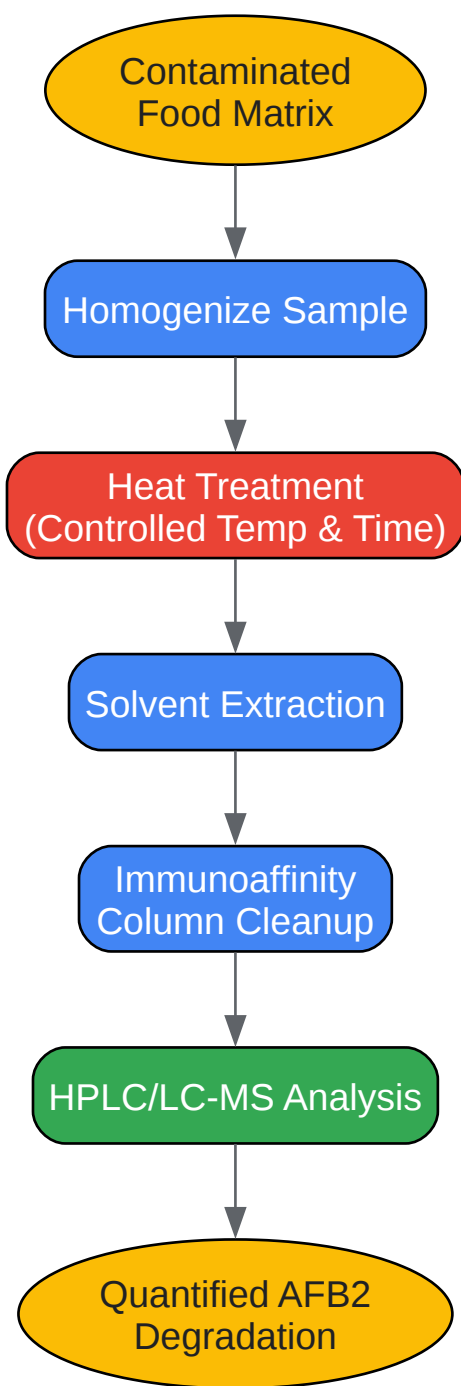 Contaminated
Food Matrix
Homogenize Sample
Heat Treatment
(Controlled Temp & Time)
Solvent Extraction
Immunoaffinity
Column Cleanup
HPLC/LC-MS Analysis
Quantified AFB2
Degradation